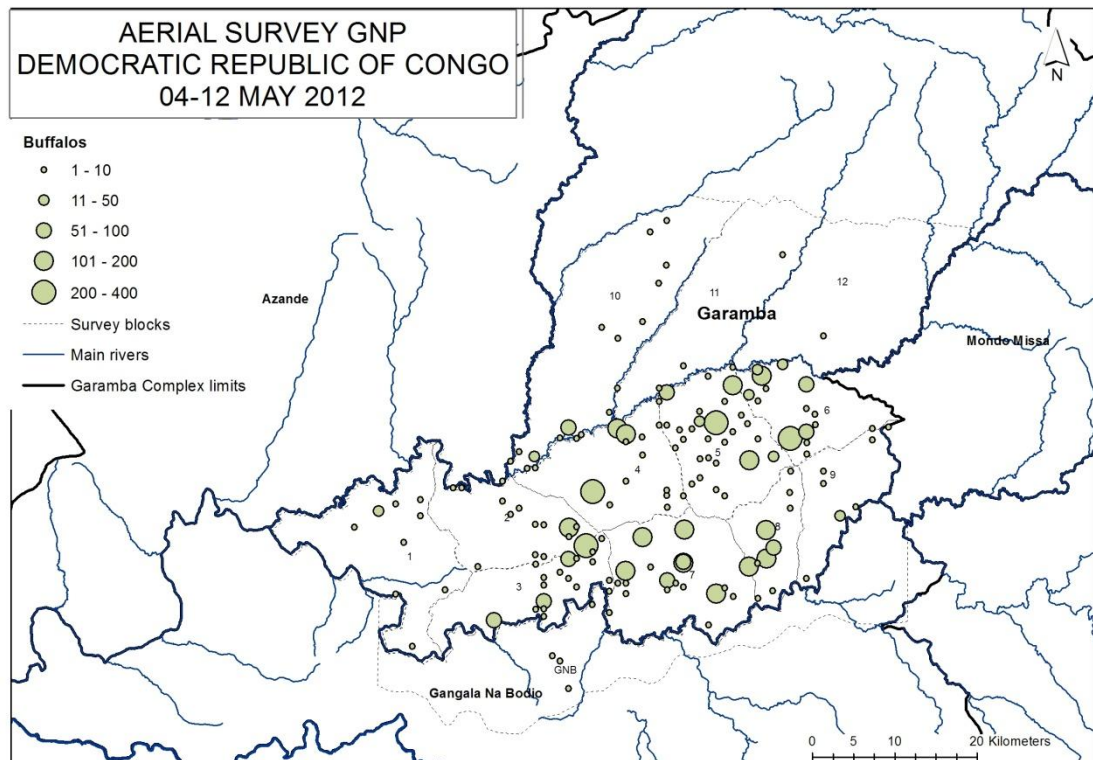 AERIAL SURVEY GNP
DEMOCRATIC REPUBLIC OF CONGO
04-12 MAY 2012
N
Buffalos
1 - 10
11 - 50
51 - 100
101 - 200
200 - 400
Survey blocks
Main rivers
Garamba Complex limits
Azande
10
11
12
Garamba
Mondo Missa
6
5
4
9
2
8
1
7
3
GNB
Gangala Na Bodio
0 5 10 20 Kilometers